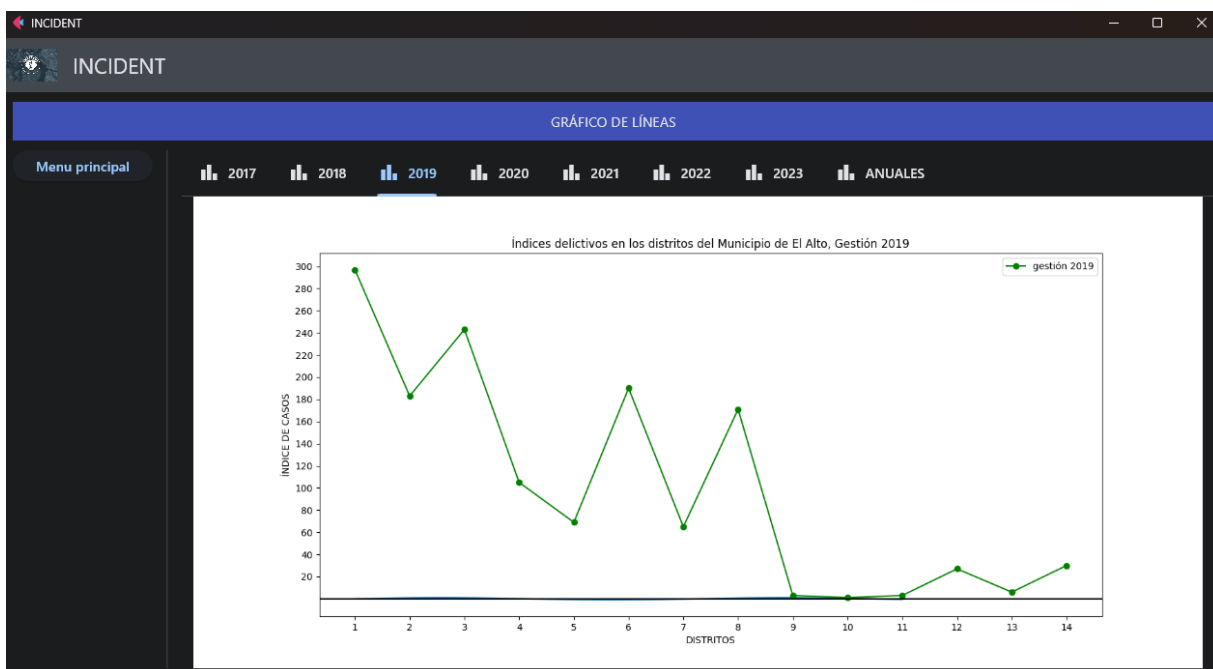 INCIDENT
INCIDENT
GRÁFICO DE LÍNEAS
Menu principal
2017 2018 2019 2020 2021 2022 2023 ANUALES
Índices delictivos en los distritos del Municipio de El Alto, Gestión 2019
gestión 2019
300
280
260
240
220
200
180
160
140
120
100
80
60
40
20
ÍNDICE DE CASOS
1 2 3 4 5 6 7 8 9 10 11 12 13 14
DISTRITOS